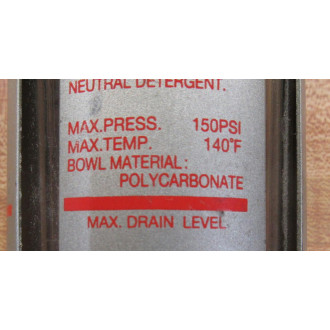 NEUTRAL DETERGENT.
MAX.PRESS. 150PSI
MAX.TEMP. 140°F
BOWL MATERIAL:
POLYCARBONATE
MAX. DRAIN LEVEL